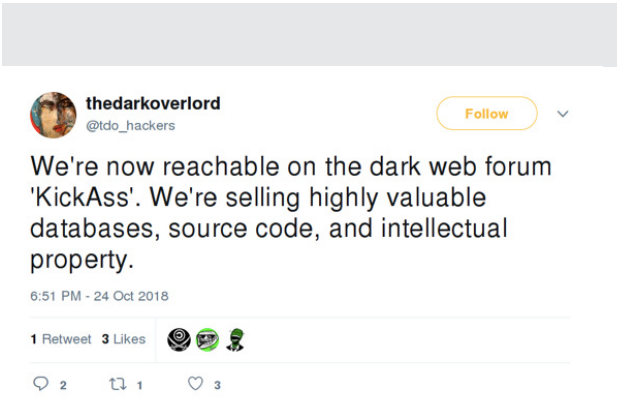 thedarkoverlord
@tdo_hackers
Follow
We're now reachable on the dark web forum
'KickAss'. We're selling highly valuable
databases, source code, and intellectual
property.
6:51 PM - 24 Oct 2018
1 Retweet 3 Likes
2 1 3